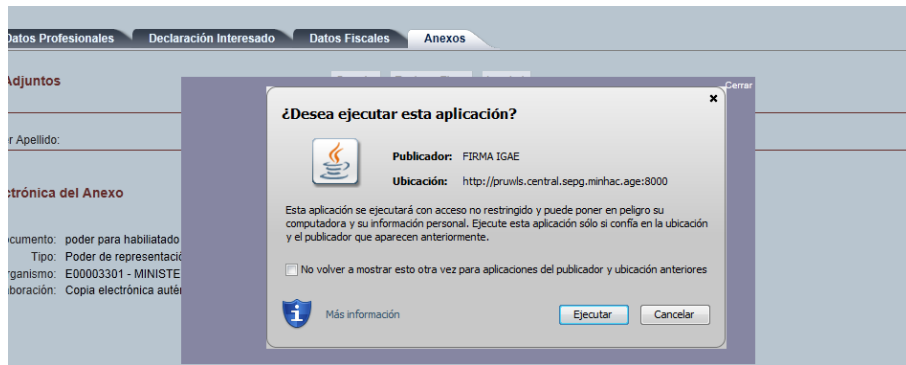 Datos Profesionales Declaración Interesado Datos Fiscales Anexos
Adjuntos
Cerrar
¿Desea ejecutar esta aplicación?
r Apellido:
Publicador: FIRMA IGAE
Ubicación: http://pruwls.central.sepg.minhac.age:8000
ctrónica del Anexo
Esta aplicación se ejecutará con acceso no restringido y puede poner en peligro su
computadora y su información personal. Ejecute esta aplicación sólo si confía en la ubicación
y el publicador que aparecen anteriormente.
ocumento: poder para habiliatado
Tipo: Poder de representació
rganismo: E00003301 - MINISTE
boración: Copia electrónica autén
No volver a mostrar esto otra vez para aplicaciones del publicador y ubicación anteriores
Más información
Ejecutar Cancelar